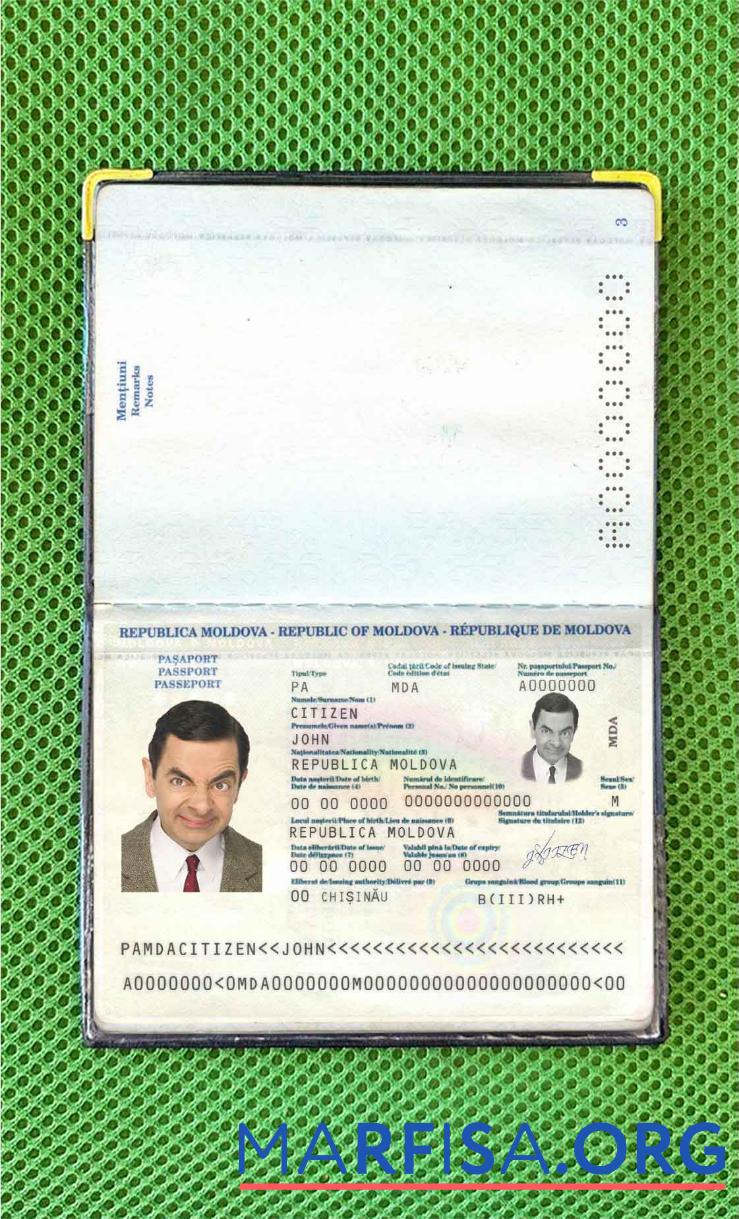 3
A0000000
Mențiuni
Remarks
Notes
REPUBLICA MOLDOVA - REPUBLIC OF MOLDOVA - RÉPUBLIQUE DE MOLDOVA
PAȘAPORT
PASSPORT
PASSEPORT
Tipul/Type
Codul țării/Code of issuing State/
Code édition d'état
Nr. pașaportului/Passport No./
Numéro de passeport
PA
MDA
A0000000
Numele/Surname/Nom (1)
CITIZEN
Prenumele/Given name(s)/Prénom (2)
JOHN
Naționalitatea/Nationality/Nationalité (3)
REPUBLICA MOLDOVA
MDA
Data nașterii/Date of birth/
Date de naissance (4)
Numărul de identificare/
Personal No./ No personnel(10)
Sexul/Sex/
Sexe (5)
00 00 0000
0000000000000
M
Locul nașterii/Place of birth/Lieu de naissance (6)
Semnătura titularului/Holder's signature/
Signature du titulaire (12)
REPUBLICA MOLDOVA
Data eliberării/Date of issue/
Date délivrance (7)
Valabil pînă la/Date of expiry/
Valable jusqu'au (8)
00 00 0000
00 00 0000
Eliberat de/Issuing authority/Délivré par (9)
Grupa sanguină/Blood group/Groupe sanguin(11)
00 CHIȘINĂU
B(III)RH+
PAMDACITIZEN<<JOHN<<<<<<<<<<<<<<<<<<<<<<<<<<
A0000000<0MDA0000000M00000000000000000000<00
MARFISA.ORG